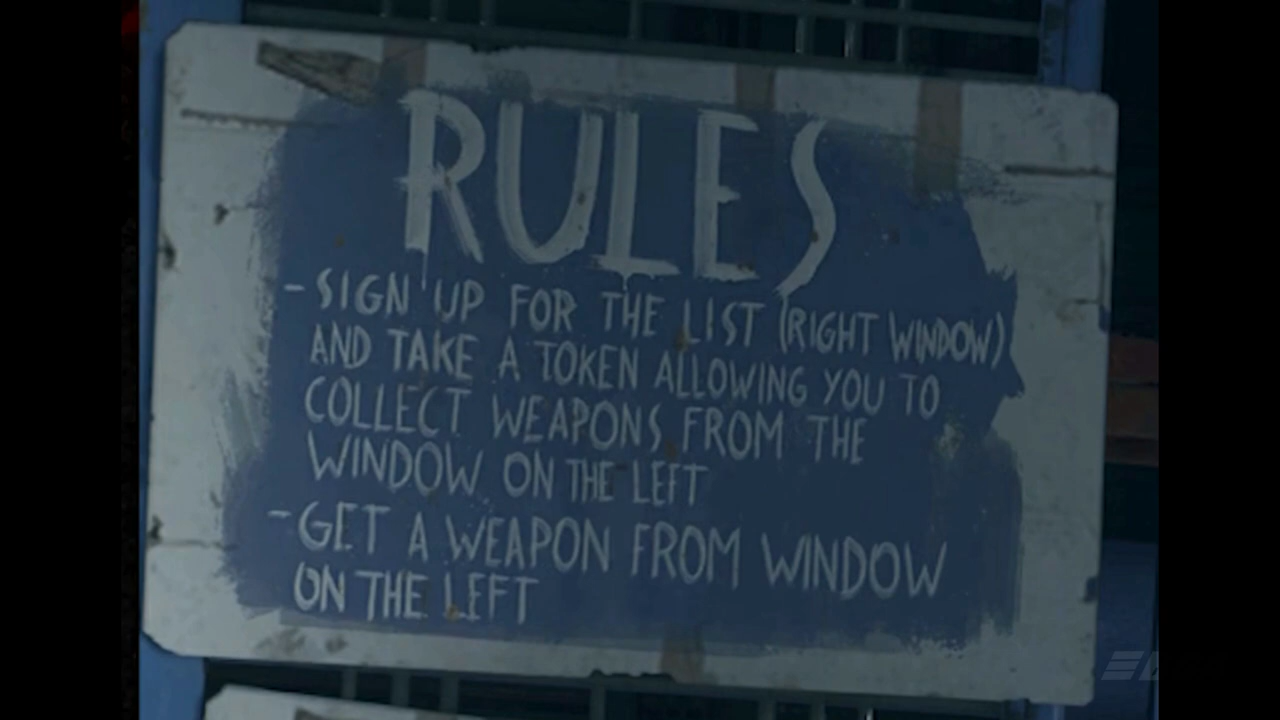 RULES
- SIGN UP FOR THE LIST (RIGHT WINDOW)
AND TAKE A TOKEN ALLOWING YOU TO
COLLECT WEAPONS FROM THE
WINDOW ON THE LEFT
- GET A WEAPON FROM WINDOW
ON THE LEFT